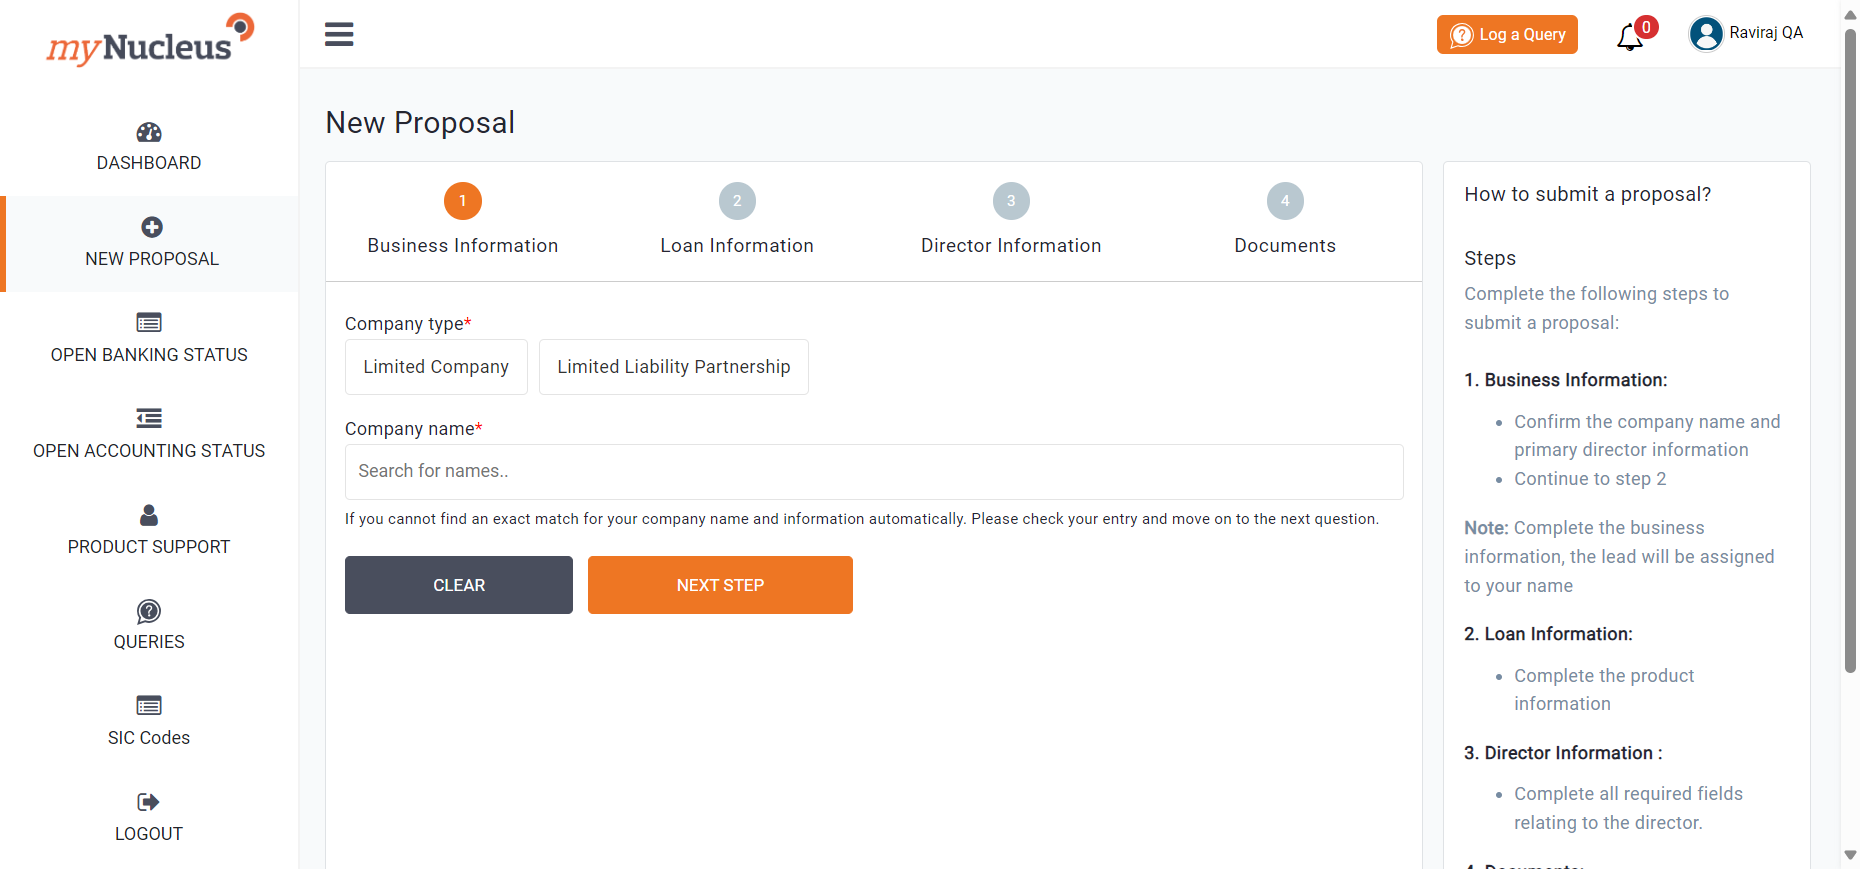 myNucleus
DASHBOARD
NEW PROPOSAL
OPEN BANKING STATUS
OPEN ACCOUNTING STATUS
PRODUCT SUPPORT
QUERIES
SIC Codes
LOGOUT
Log a Query
0
Raviraj QA
New Proposal
1
2
3
4
Business Information
Loan Information
Director Information
Documents
Company type*
Limited Company
Limited Liability Partnership
Company name*
Search for names..
If you cannot find an exact match for your company name and information automatically. Please check your entry and move on to the next question.
CLEAR
NEXT STEP
How to submit a proposal?
Steps
Complete the following steps to
submit a proposal:
1. Business Information:
• Confirm the company name and
primary director information
• Continue to step 2
Note: Complete the business
information, the lead will be assigned
to your name
2. Loan Information:
• Complete the product
information
3. Director Information :
• Complete all required fields
relating to the director.
4. Documents: